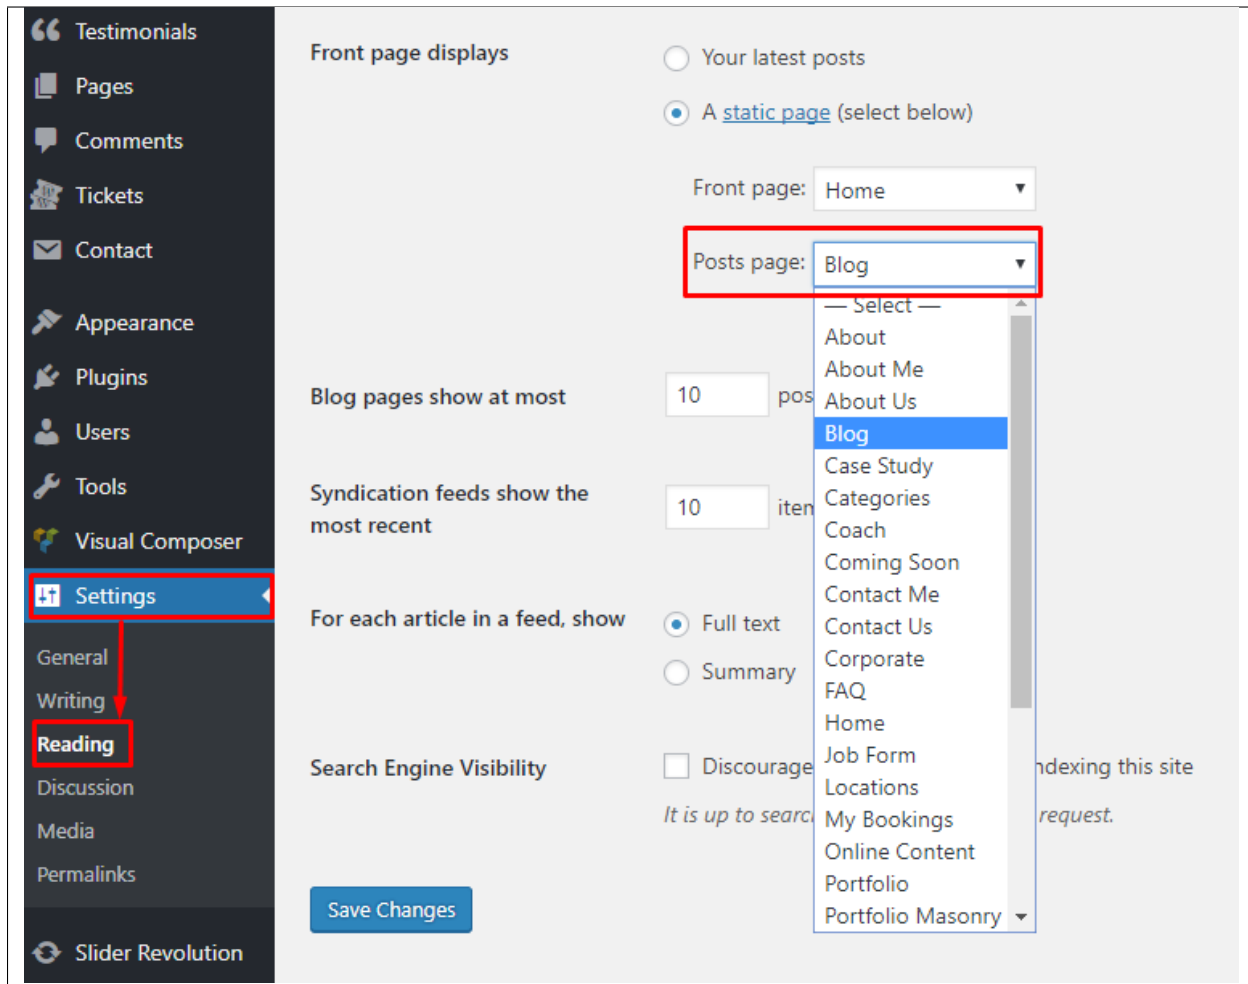 Testimonials
Pages
Comments
Tickets
Contact
Appearance
Plugins
Users
Tools
Visual Composer
Settings
General
Writing
Reading
Discussion
Media
Permalinks
Slider Revolution
Front page displays
Your latest posts
A static page (select below)
Front page: Home
Posts page: Blog
— Select —
About
About Me
About Us
Blog
Case Study
Categories
Coach
Coming Soon
Contact Me
Contact Us
Corporate
FAQ
Home
Job Form
Locations
My Bookings
Online Content
Portfolio
Portfolio Masonry
Blog pages show at most
10 pos
Syndication feeds show the
most recent
10 iten
For each article in a feed, show
Full text
Summary
Search Engine Visibility
Discourage ndexing this site
It is up to searc request.
Save Changes